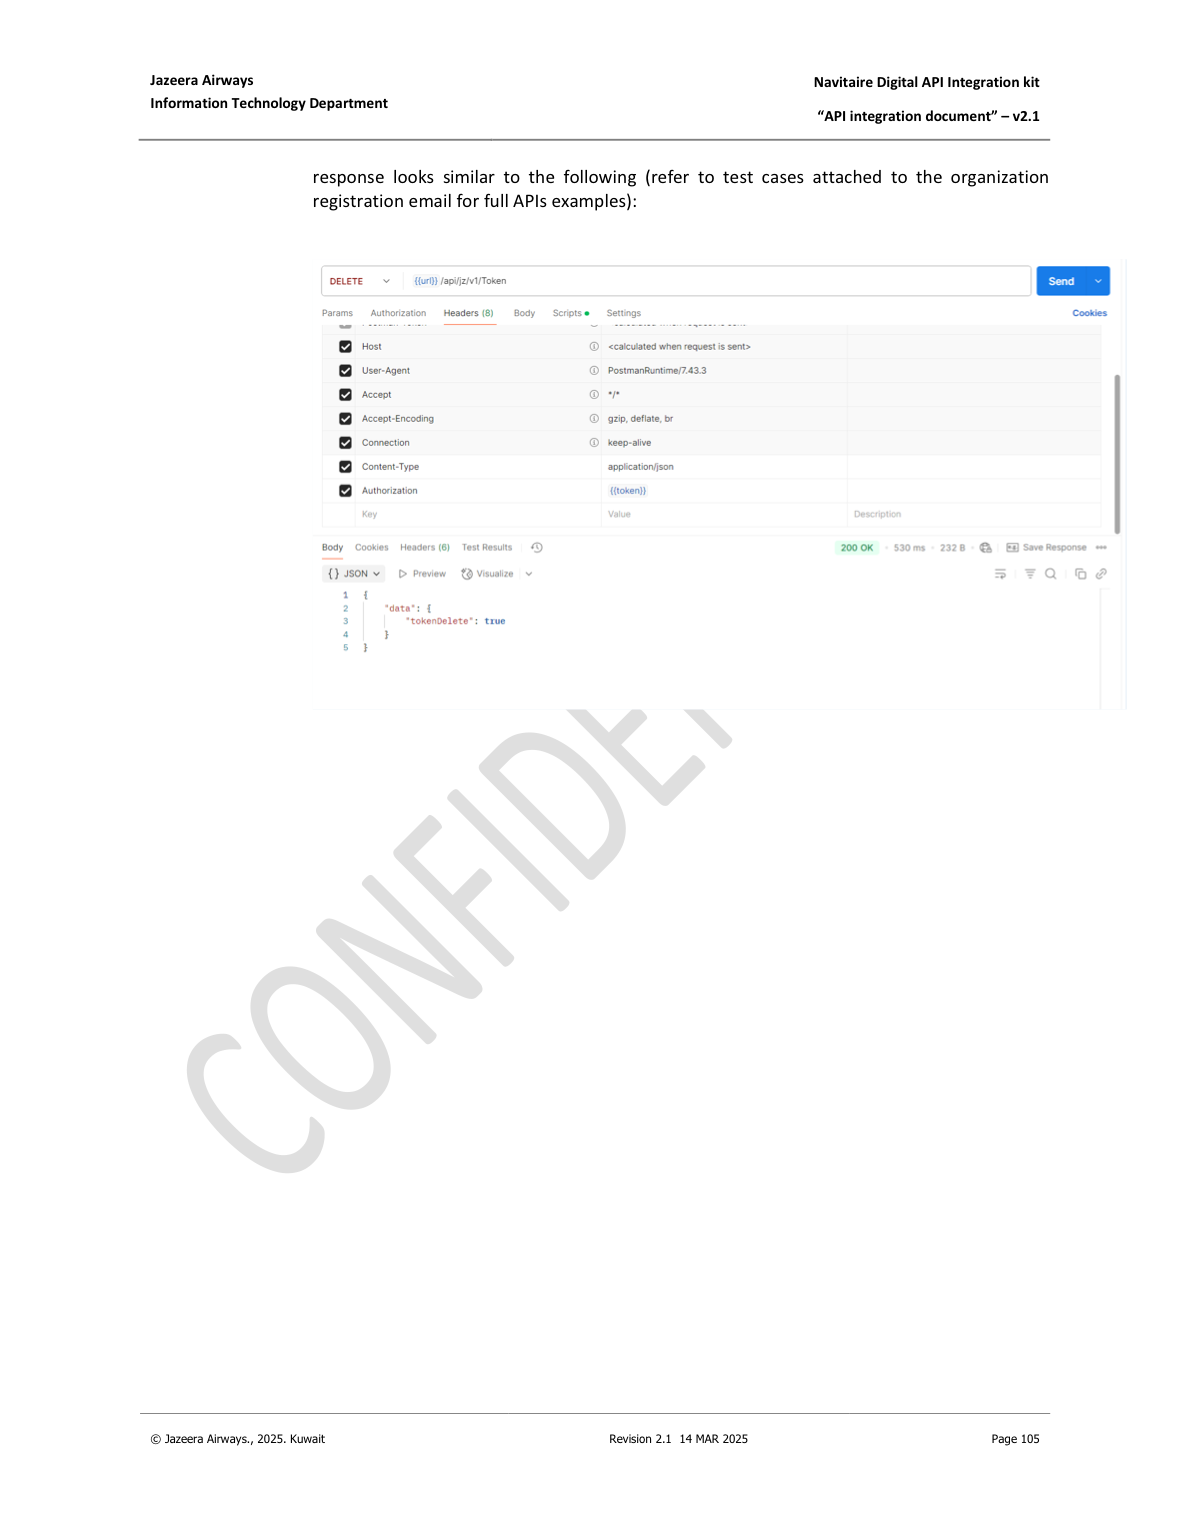 Jazeera Airways
Information Technology Department
Navitaire Digital API Integration kit
“API integration document” – v2.1
response looks similar to the following (refer to test cases attached to the organization
registration email for full APIs examples):
DELETE {{url}} /api/jz/v1/Token Send
Params Authorization Headers (8) Body Scripts Settings Cookies
Host <calculated when request is sent>
User-Agent PostmanRuntime/7.43.3
Accept */*
Accept-Encoding gzip, deflate, br
Connection keep-alive
Content-Type application/json
Authorization {{token}}
Key Value Description
Body Cookies Headers (6) Test Results 200 OK 530 ms 232 B Save Response
{} JSON Preview Visualize
1 {
2 "data": {
3 "tokenDelete": true
4 }
5 }
© Jazeera Airways., 2025. Kuwait Revision 2.1 14 MAR 2025 Page 105